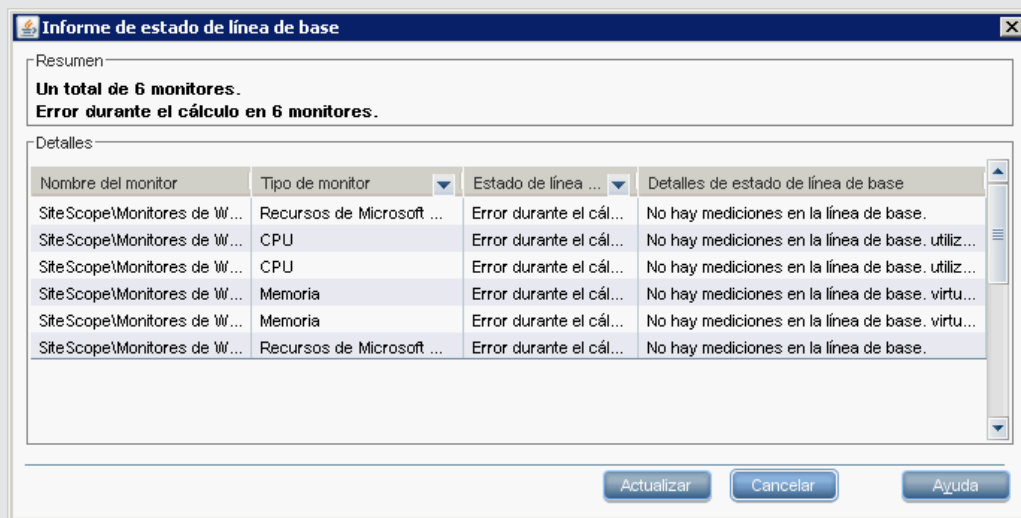 Informe de estado de línea de base
Resumen
Un total de 6 monitores.
Error durante el cálculo en 6 monitores.
Detalles
Nombre del monitor Tipo de monitor Estado de línea ... Detalles de estado de línea de base
SiteScope\Monitores de W... Recursos de Microsoft ... Error durante el cál... No hay mediciones en la línea de base.
SiteScope\Monitores de W... CPU Error durante el cál... No hay mediciones en la línea de base. utiliz...
SiteScope\Monitores de W... CPU Error durante el cál... No hay mediciones en la línea de base. utiliz...
SiteScope\Monitores de W... Memoria Error durante el cál... No hay mediciones en la línea de base. virtu...
SiteScope\Monitores de W... Memoria Error durante el cál... No hay mediciones en la línea de base. virtu...
SiteScope\Monitores de W... Recursos de Microsoft ... Error durante el cál... No hay mediciones en la línea de base.
Actualizar Cancelar Ayuda